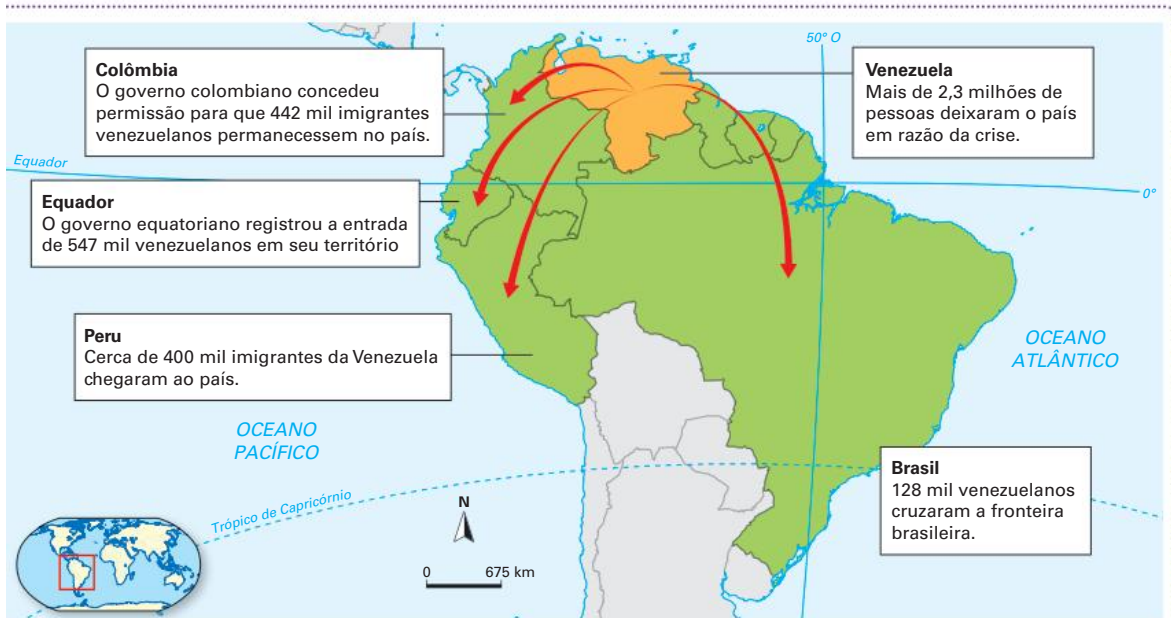 50° O
Colômbia
O governo colombiano concedeu
permissão para que 442 mil imigrantes
venezuelanos permanecessem no país.
Venezuela
Mais de 2,3 milhões de
pessoas deixaram o país
em razão da crise.
Equador
0°
Equador
O governo equatoriano registrou a entrada
de 547 mil venezuelanos em seu território
Peru
Cerca de 400 mil imigrantes da Venezuela
chegaram ao país.
OCEANO
ATLÂNTICO
OCEANO
PACÍFICO
Brasil
128 mil venezuelanos
cruzaram a fronteira
brasileira.
Trópico de Capricórnio
N
0 675 km